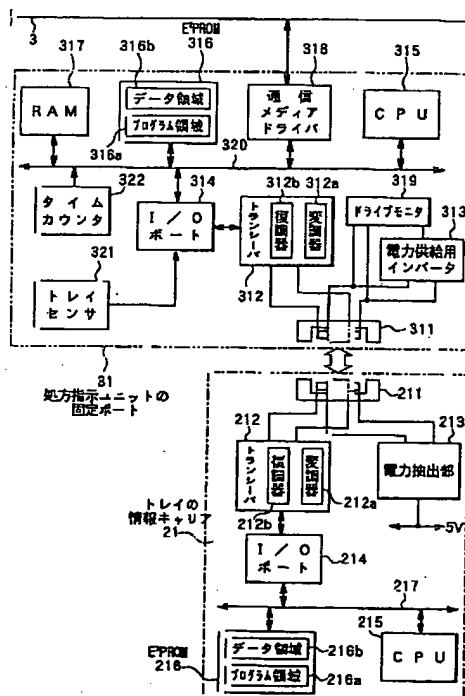 3
E²PROM
317
316b
316
318
315
RAM
データ領域
プログラム領域
通信
メディア
ドライバ
CPU
316a
320
322
314
312b
312a
319
313
タイム
カウンタ
I/O
ポート
トランシーバ
復調器
変調器
ドライブモニタ
電力供給用
インバータ
321
312
トレイ
センサ
311
31
処方指示ユニットの
固定ポート
211
212
213
トランシーバ
復調器
変調器
電力抽出部
トレイの
情報キャリア
21
212a
212b
5V
I/O
ポート
214
217
E²PROM
216
データ領域
216b
プログラム領域
216a
215
CPU